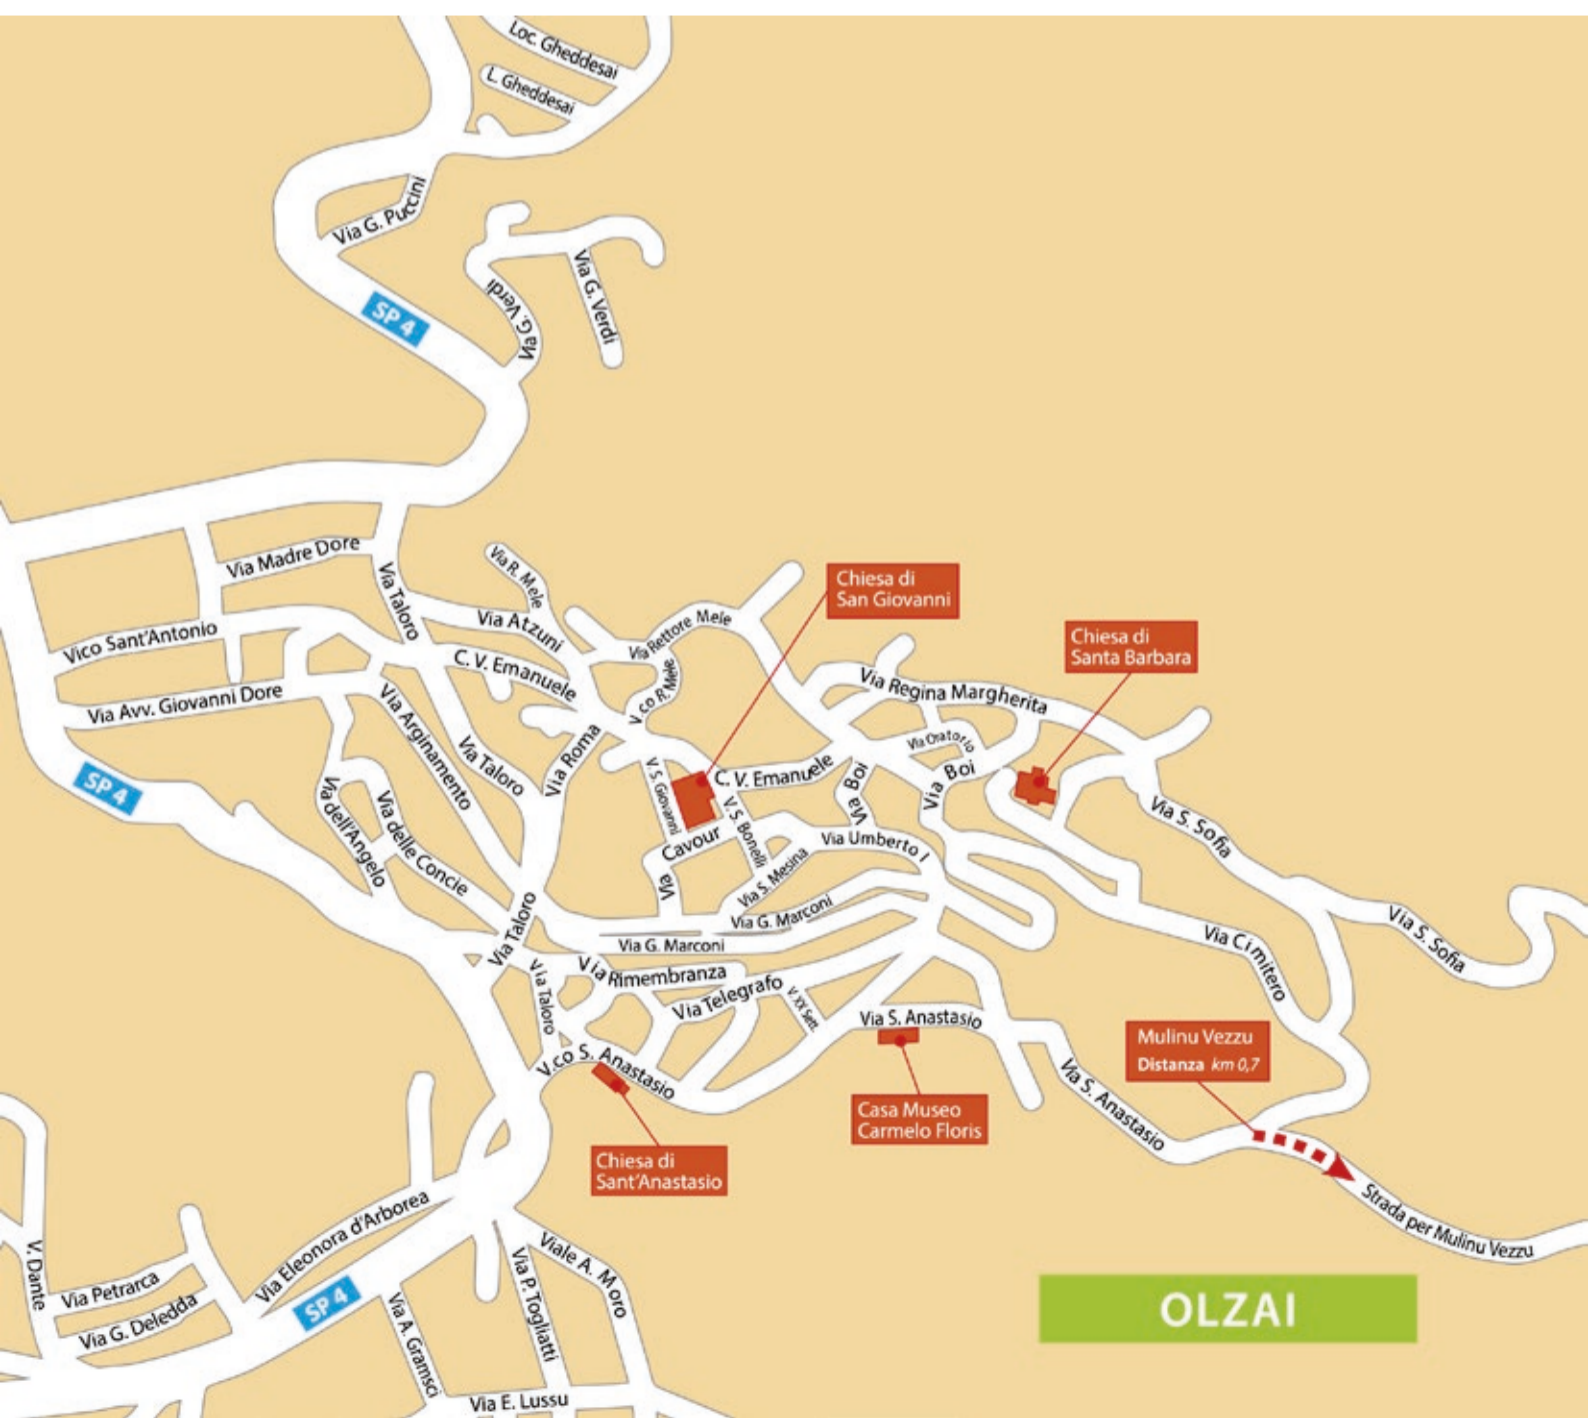 Loc. Gheddesai
L. Gheddesai
Via G. Puccini
SP 4
Via G. Verdi
Via G. Verdi
Via Madre Dore
Via Taloro
Via R. Mele
Via Atzuni
Via Rettore Mele
V.co R. Mele
Chiesa di
San Giovanni
Chiesa di
Santa Barbara
Vico Sant'Antonio
C. V. Emanuele
Via Regina Margherita
Via Avv. Giovanni Dore
Via Arginamento
Via Taloro
Via Roma
V. S. Giovanni
C. V. Emanuele
Via Oratorio
Via Boi
Via Boi
SP 4
Via dell'Angelo
Via delle Concie
Via Cavour
V. S. Bonelli
Via S. Mesina
Via Umberto I
Via S. Sofia
Via G. Marconi
Via G. Marconi
Via Taloro
Via Taloro
Via Rimembranza
Via Telegrafo
V. XX Sett.
Via Cimitero
Via S. Sofia
Via S. Anastasio
V.co S. Anastasio
Via S. Anastasio
Mulinu Vezzu
Distanza km 0,7
Casa Museo
Carmelo Floris
Chiesa di
Sant'Anastasio
Strada per Mulinu Vezzu
V. Dante
Via Petrarca
Via G. Deledda
Via Eleonora d'Arborea
SP 4
Via A. Gramsci
Via P. Togliatti
Viale A. Moro
Via E. Lussu
OLZAI